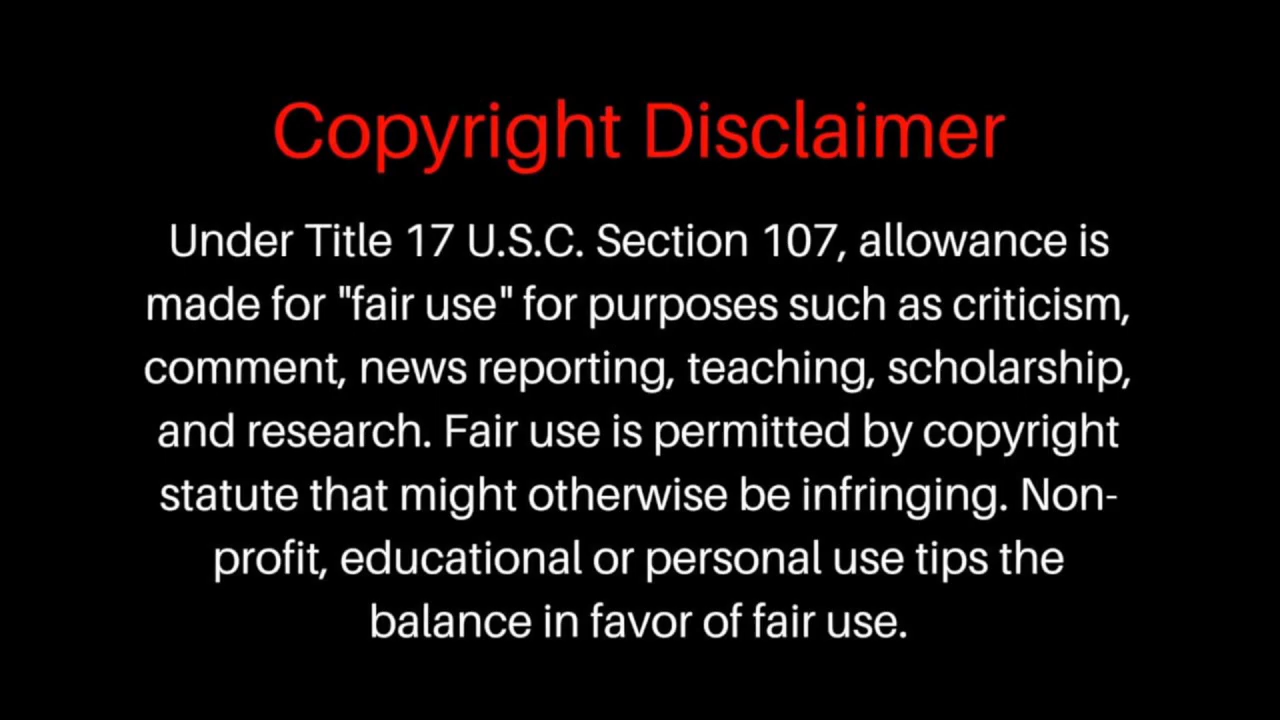 Copyright Disclaimer
Under Title 17 U.S.C. Section 107, allowance is
made for "fair use" for purposes such as criticism,
comment, news reporting, teaching, scholarship,
and research. Fair use is permitted by copyright
statute that might otherwise be infringing. Non-
profit, educational or personal use tips the
balance in favor of fair use.